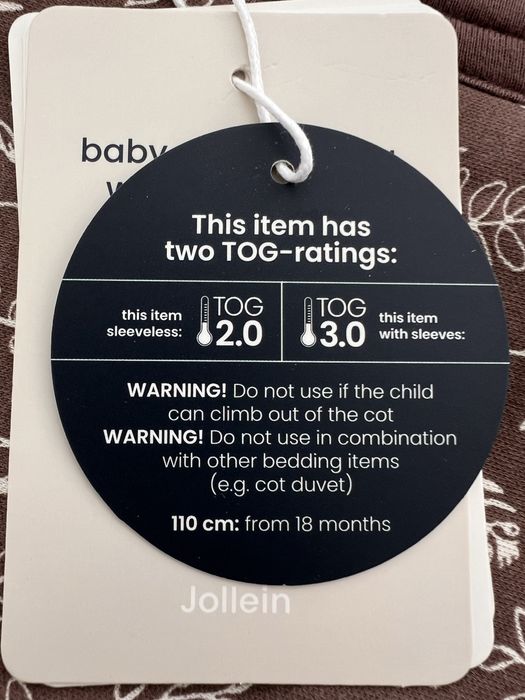 baby
This item has
two TOG-ratings:
this item
sleeveless:
TOG
2.0
TOG
3.0
this item
with sleeves:
WARNING! Do not use if the child
can climb out of the cot
WARNING! Do not use in combination
with other bedding items
(e.g. cot duvet)
110 cm: from 18 months
Jollein